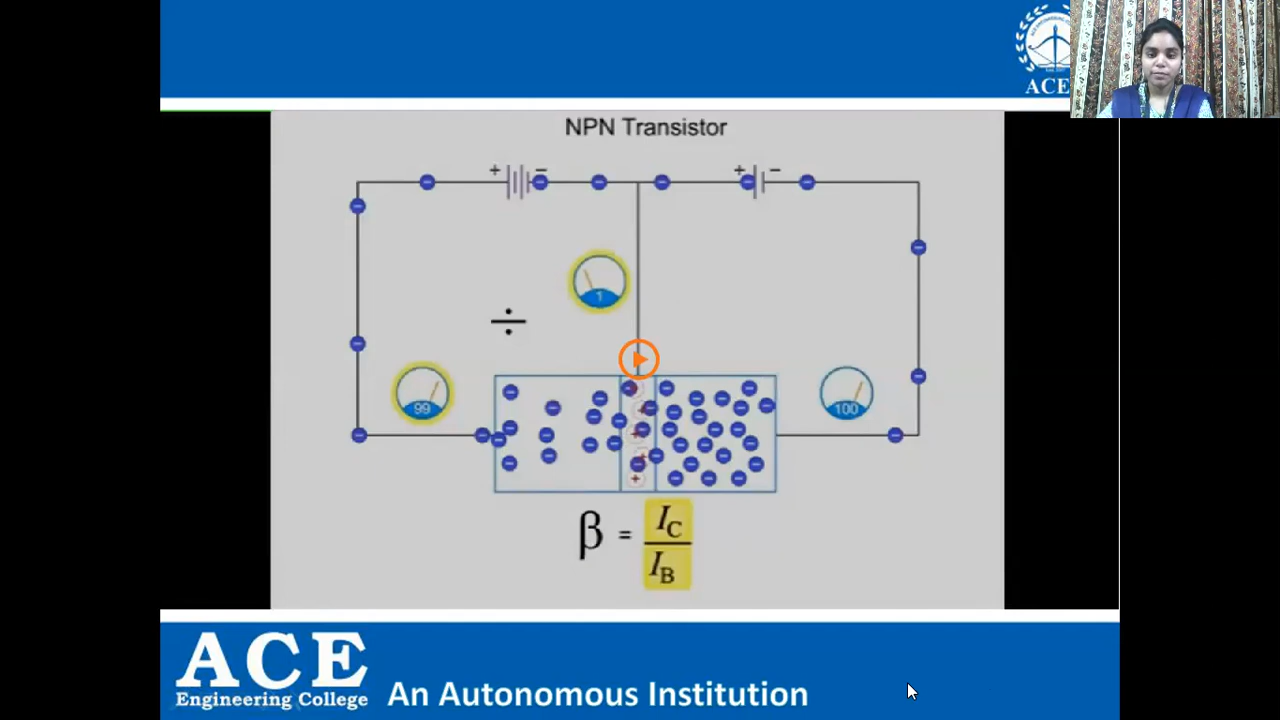 ACE
NPN Transistor
+ − + −
1
÷
99
100
β = I_C / I_B
ACE
Engineering College
An Autonomous Institution